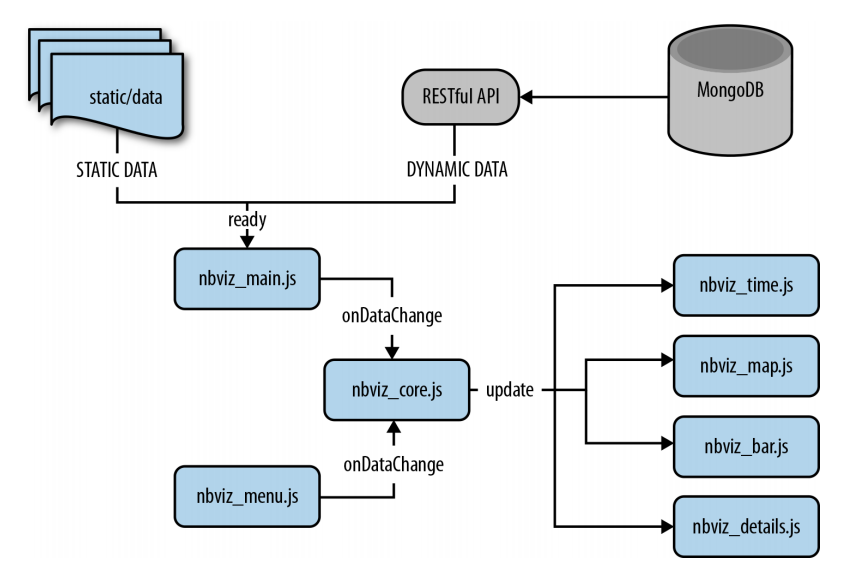 static/data
RESTful API
MongoDB
STATIC DATA
DYNAMIC DATA
ready
nbviz_main.js
nbviz_time.js
onDataChange
nbviz_map.js
nbviz_core.js
update
nbviz_bar.js
onDataChange
nbviz_menu.js
nbviz_details.js